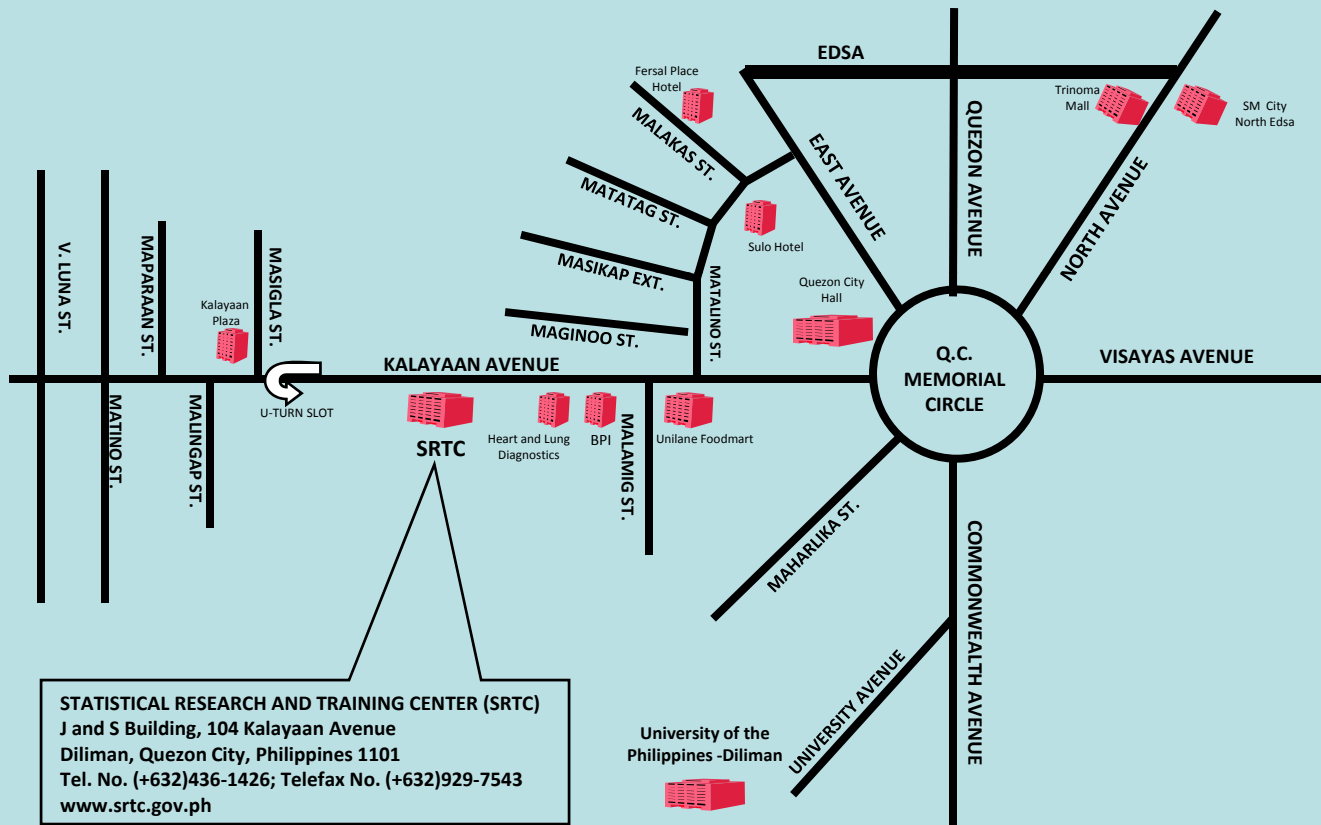 EDSA
Fersal Place
Hotel
Trinoma
Mall
SM City
North Edsa
MALAKAS ST.
QUEZON AVENUE
EAST AVENUE
NORTH AVENUE
MATATAG ST.
Sulo Hotel
V. LUNA ST.
MAPARAAN ST.
MASIGLA ST.
Kalayaan
Plaza
MASIKAP EXT.
MATALINO ST.
Quezon City
Hall
MAGINOO ST.
KALAYAAN AVENUE
Q.C.
MEMORIAL
CIRCLE
VISAYAS AVENUE
MATINO ST.
MALINGAP ST.
U-TURN SLOT
SRTC
Heart and Lung
Diagnostics
BPI
MALAMIG ST.
Unilane Foodmart
MAHARLIKA ST.
COMMONWEALTH AVENUE
UNIVERSITY AVENUE
University of the
Philippines -Diliman
STATISTICAL RESEARCH AND TRAINING CENTER (SRTC)
J and S Building, 104 Kalayaan Avenue
Diliman, Quezon City, Philippines 1101
Tel. No. (+632)436-1426; Telefax No. (+632)929-7543
www.srtc.gov.ph